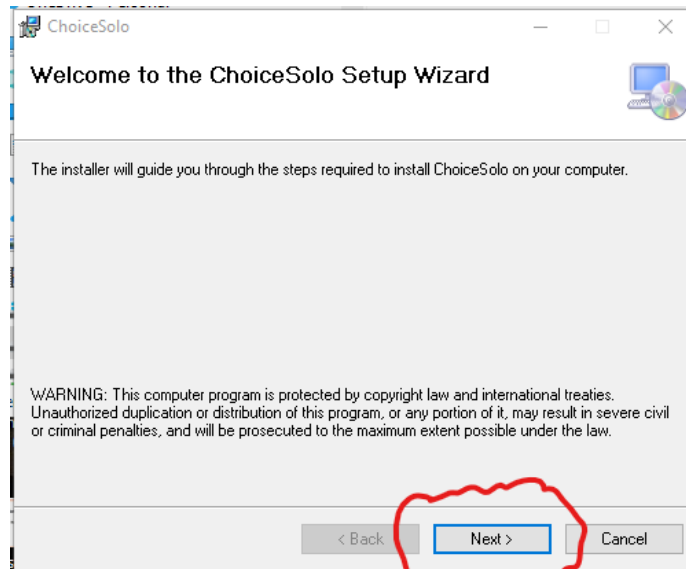 ChoiceSolo
Welcome to the ChoiceSolo Setup Wizard
The installer will guide you through the steps required to install ChoiceSolo on your computer.
WARNING: This computer program is protected by copyright law and international treaties.
Unauthorized duplication or distribution of this program, or any portion of it, may result in severe civil
or criminal penalties, and will be prosecuted to the maximum extent possible under the law.
< Back Next > Cancel